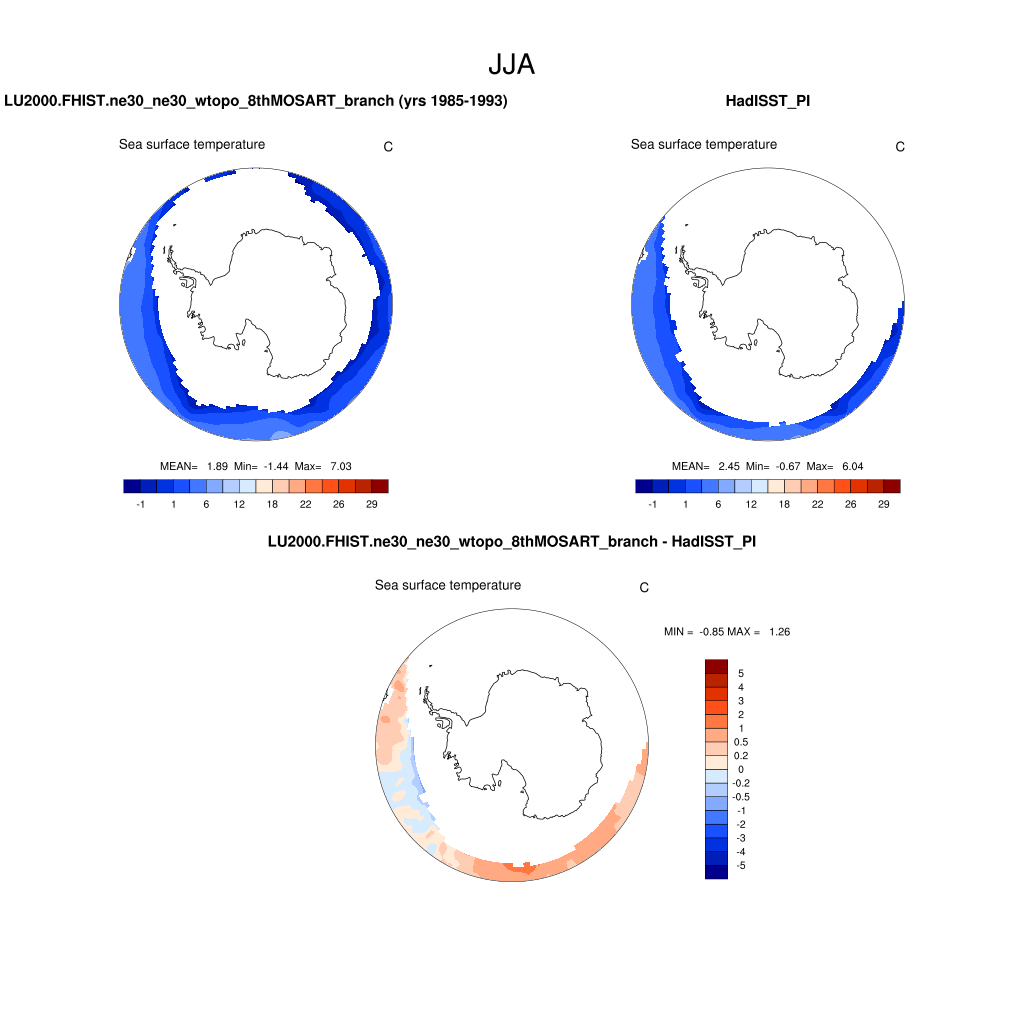 JJA
LU2000.FHIST.ne30_ne30_wtopo_8thMOSART_branch (yrs 1985-1993)
HadISST_PI
Sea surface temperature C
Sea surface temperature C
MEAN= 1.89 Min= -1.44 Max= 7.03
MEAN= 2.45 Min= -0.67 Max= 6.04
-1 1 6 12 18 22 26 29
-1 1 6 12 18 22 26 29
LU2000.FHIST.ne30_ne30_wtopo_8thMOSART_branch - HadISST_PI
Sea surface temperature C
MIN = -0.85 MAX = 1.26
5
4
3
2
1
0.5
0.2
0
-0.2
-0.5
-1
-2
-3
-4
-5